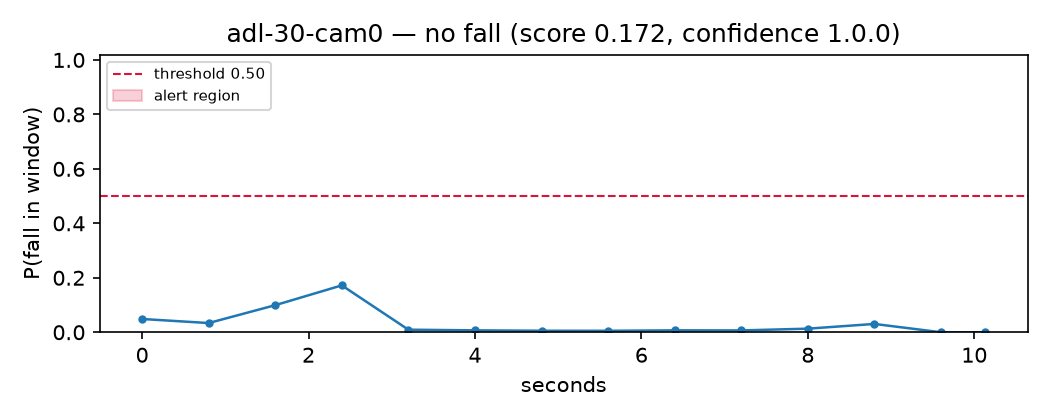 adl-30-cam0 — no fall (score 0.172, confidence 1.0.0)
threshold 0.50
alert region
P(fall in window)
1.0
0.8
0.6
0.4
0.2
0.0
0 2 4 6 8 10
seconds